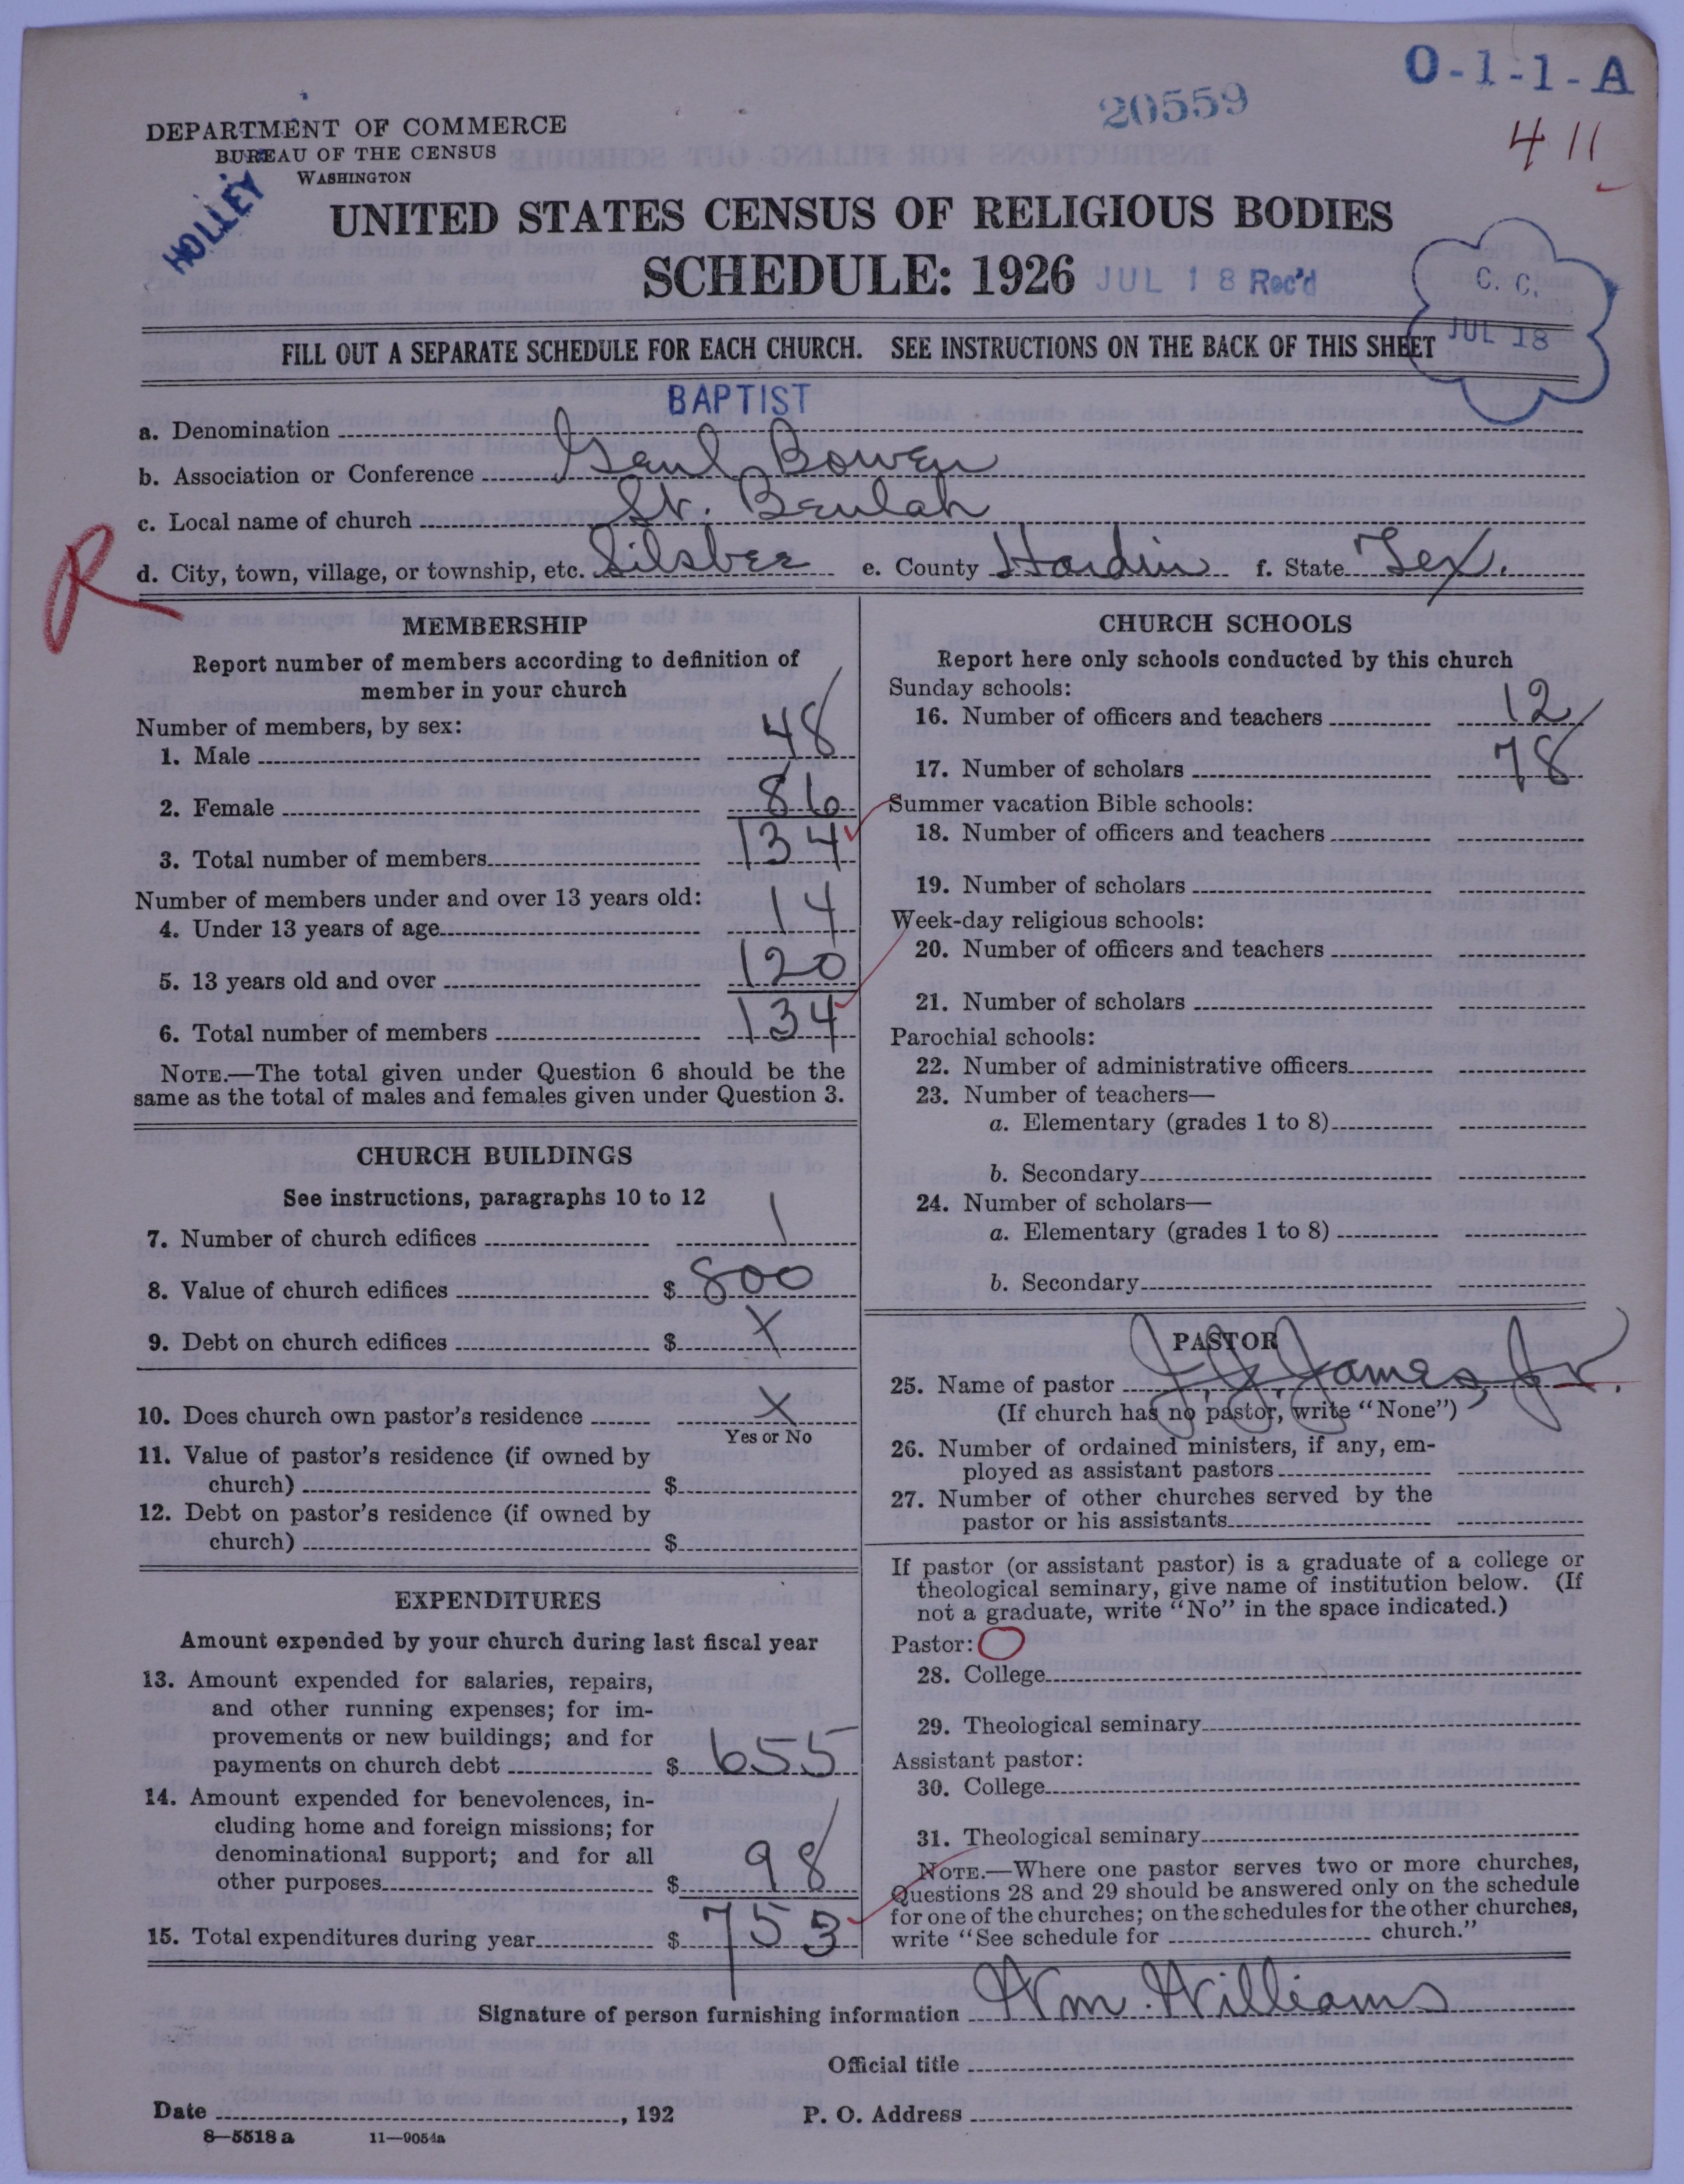 O-1-1-A
20559
411
DEPARTMENT OF COMMERCE
BUREAU OF THE CENSUS
WASHINGTON
HOLLEY
UNITED STATES CENSUS OF RELIGIOUS BODIES
SCHEDULE: 1926 JUL 18 Rec'd
C. C.
JUL 18
FILL OUT A SEPARATE SCHEDULE FOR EACH CHURCH. SEE INSTRUCTIONS ON THE BACK OF THIS SHEET
BAPTIST
a. Denomination
b. Association or Conference Bowen
c. Local name of church St. Beulah
d. City, town, village, or township, etc. Silsbee e. County Hardin f. State Tex.
R
MEMBERSHIP
Report number of members according to definition of
member in your church
Number of members, by sex:
1. Male 48
2. Female 86
3. Total number of members 134
Number of members under and over 13 years old:
4. Under 13 years of age 14
5. 13 years old and over 120
6. Total number of members 134
NOTE.—The total given under Question 6 should be the
same as the total of males and females given under Question 3.
CHURCH BUILDINGS
See instructions, paragraphs 10 to 12
7. Number of church edifices 1
8. Value of church edifices $ 800
9. Debt on church edifices $ X
10. Does church own pastor's residence X
Yes or No
11. Value of pastor's residence (if owned by
church) $
12. Debt on pastor's residence (if owned by
church) $
EXPENDITURES
Amount expended by your church during last fiscal year
13. Amount expended for salaries, repairs,
and other running expenses; for im-
provements or new buildings; and for
payments on church debt $ 655
14. Amount expended for benevolences, in-
cluding home and foreign missions; for
denominational support; and for all
other purposes $ 98
15. Total expenditures during year $ 753
CHURCH SCHOOLS
Report here only schools conducted by this church
Sunday schools:
16. Number of officers and teachers 12
17. Number of scholars 78
Summer vacation Bible schools:
18. Number of officers and teachers
19. Number of scholars
Week-day religious schools:
20. Number of officers and teachers
21. Number of scholars
Parochial schools:
22. Number of administrative officers
23. Number of teachers—
a. Elementary (grades 1 to 8)
b. Secondary
24. Number of scholars—
a. Elementary (grades 1 to 8)
b. Secondary
PASTOR
25. Name of pastor James, Jr.
(If church has no pastor, write "None")
26. Number of ordained ministers, if any, em-
ployed as assistant pastors
27. Number of other churches served by the
pastor or his assistants
If pastor (or assistant pastor) is a graduate of a college or
theological seminary, give name of institution below. (If
not a graduate, write "No" in the space indicated.)
Pastor:
28. College
29. Theological seminary
Assistant pastor:
30. College
31. Theological seminary
NOTE.—Where one pastor serves two or more churches,
Questions 28 and 29 should be answered only on the schedule
for one of the churches; on the schedules for the other churches,
write "See schedule for church."
Signature of person furnishing information Wm. Williams
Official title
Date , 192 P. O. Address
8—5518 a 11—9054a